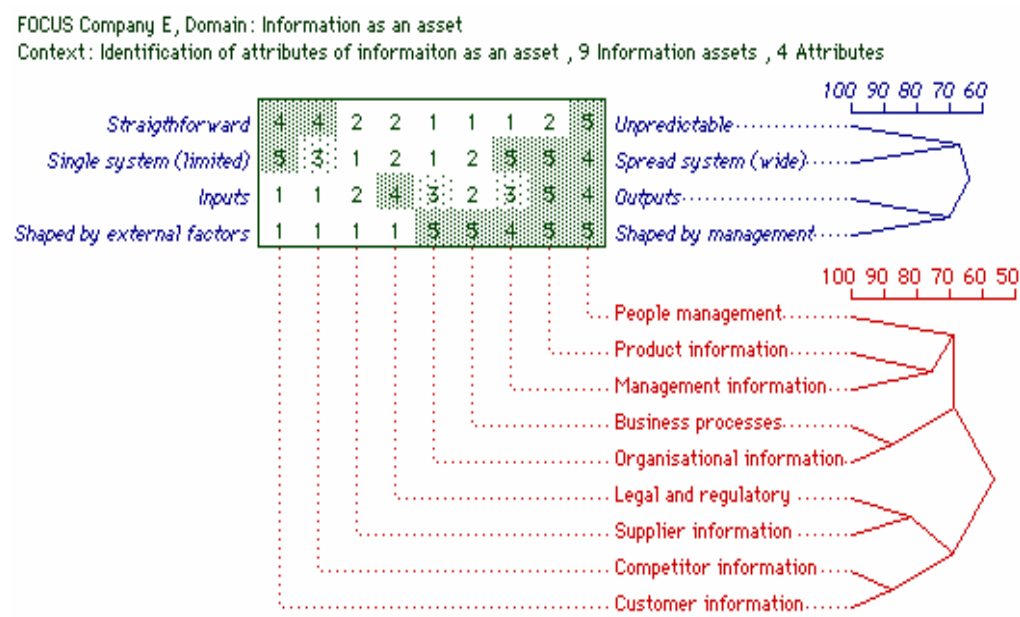 FOCUS Company E, Domain: Information as an asset
Context: Identification of attributes of informaiton as an asset , 9 Information assets , 4 Attributes
100 90 80 70 60
Straigthforward 4 4 2 2 1 1 1 2 5 Unpredictable
Single system (limited) 5 3 1 2 1 2 5 5 4 Spread system (wide)
Inputs 1 1 2 4 3 2 3 5 4 Outputs
Shaped by external factors 1 1 1 1 5 5 4 5 5 Shaped by management
100 90 80 70 60 50
People management
Product information
Management information
Business processes
Organisational information
Legal and regulatory
Supplier information
Competitor information
Customer information